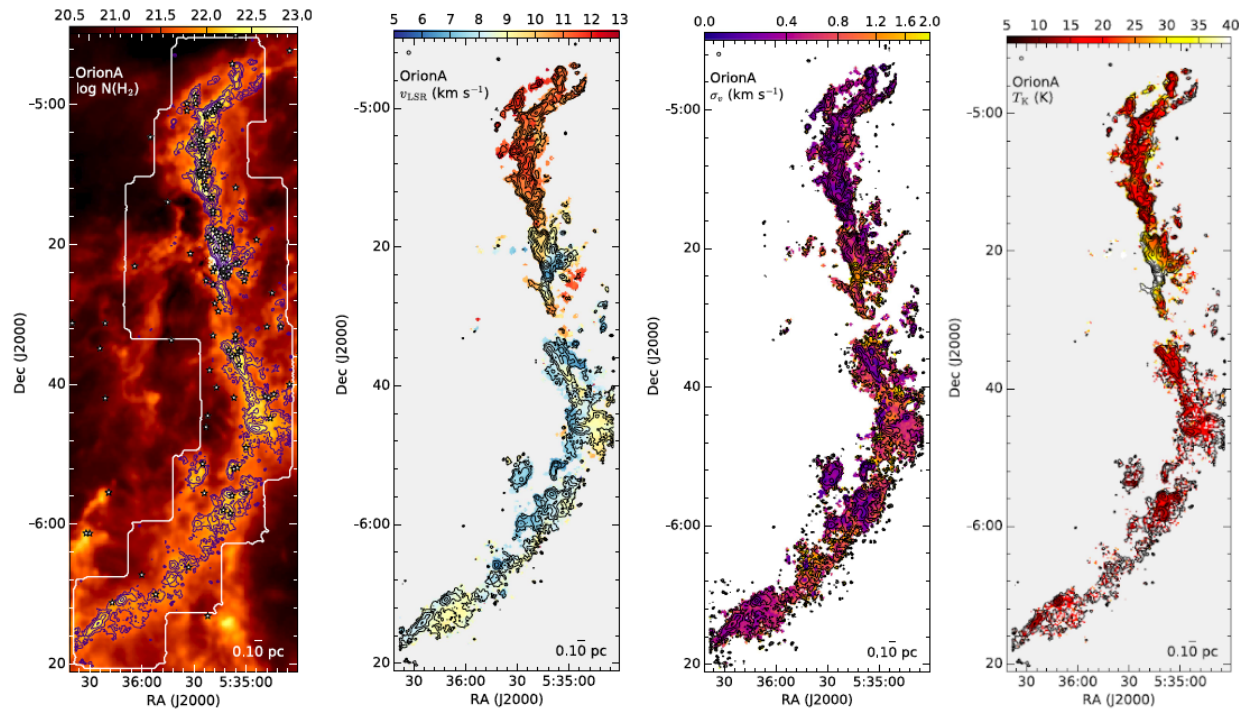 20.5 21.0 21.5 22.0 22.5 23.0
OrionA
log N(H₂)
-5:00
20
40
-6:00
20
Dec (J2000)
0.10 pc
30 36:00 30 5:35:00
RA (J2000)
5 6 7 8 9 10 11 12 13
OrionA
v_LSR (km s⁻¹)
-5:00
20
40
-6:00
20
Dec (J2000)
0.10 pc
30 36:00 30 5:35:00
RA (J2000)
0.0 0.4 0.8 1.2 1.6 2.0
OrionA
σ_v (km s⁻¹)
-5:00
20
40
-6:00
20
Dec (J2000)
0.10 pc
30 36:00 30 5:35:00
RA (J2000)
5 10 15 20 25 30 35 40
OrionA
T_K (K)
-5:00
20
40
-6:00
20
Dec (J2000)
0.10 pc
30 36:00 30 5:35:00
RA (J2000)